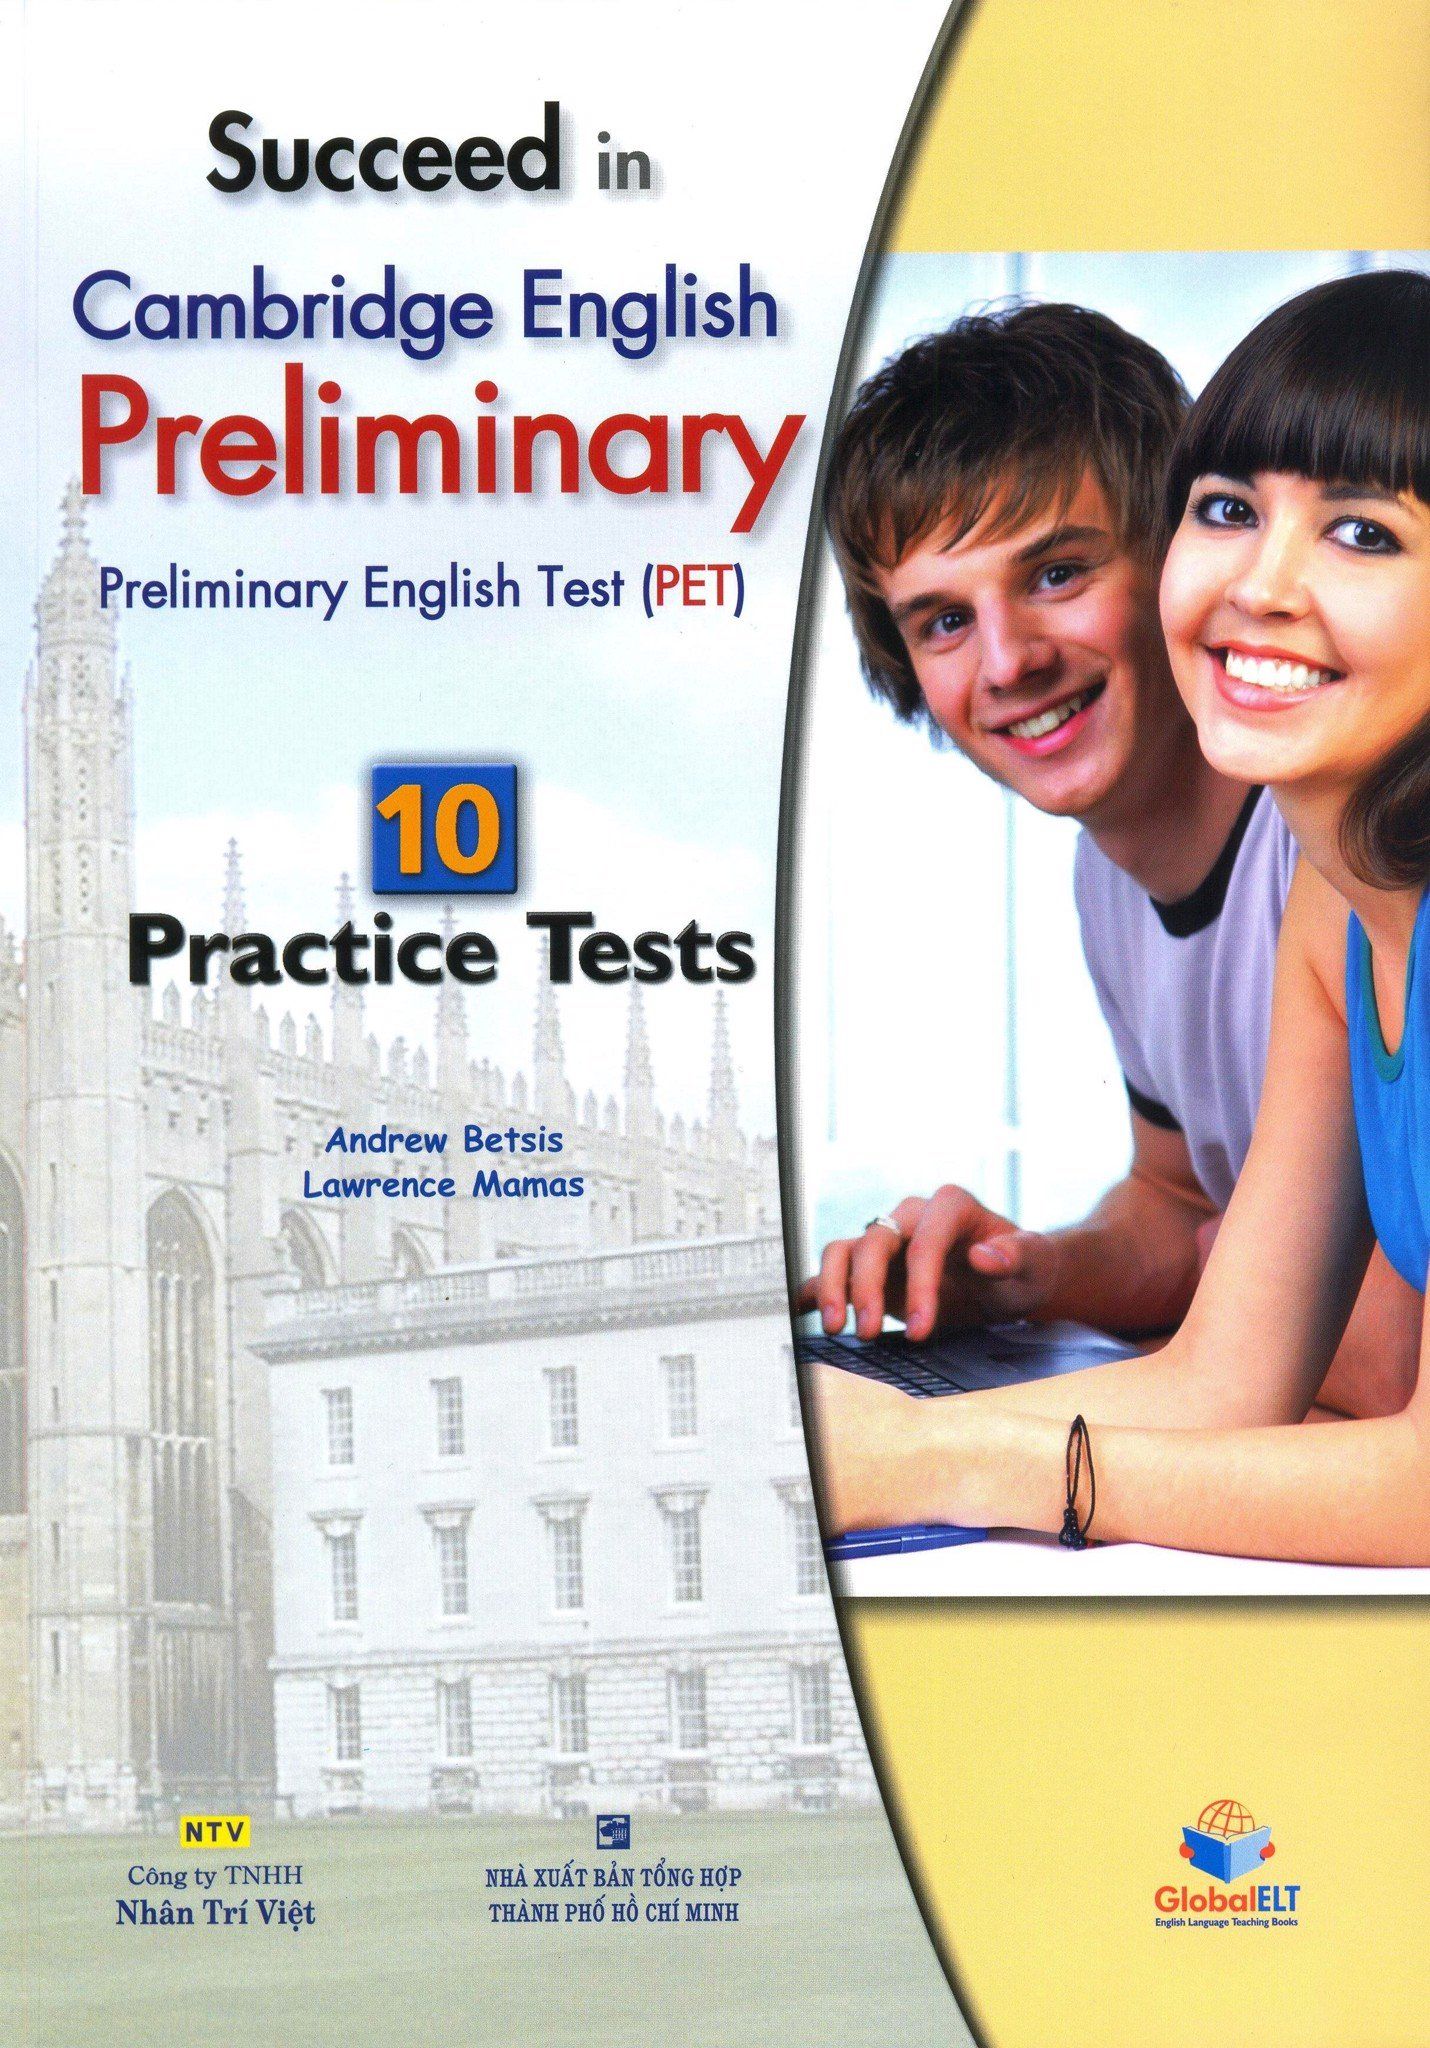 Succeed in
Cambridge English
Preliminary
Preliminary English Test (PET)
10
Practice Tests
Andrew Betsis
Lawrence Mamas
NTV
Công ty TNHH
Nhân Trí Việt
NHÀ XUẤT BẢN TỔNG HỢP
THÀNH PHỐ HỒ CHÍ MINH
GlobalELT
English Language Teaching Books